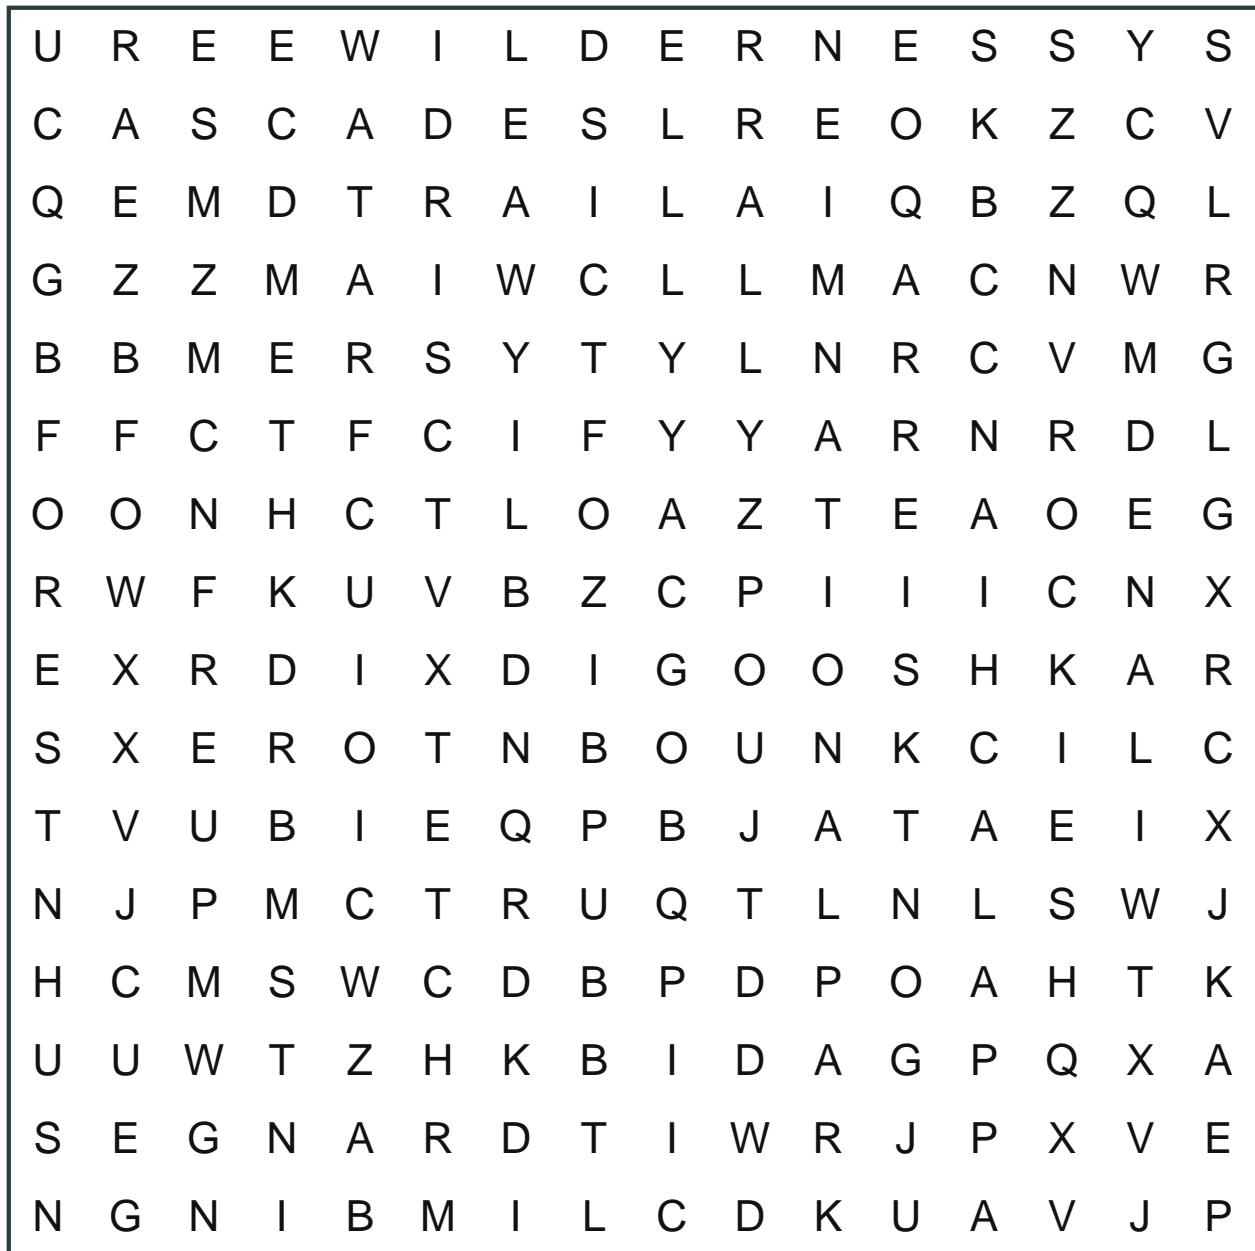 U R E E W I L D E R N E S S Y S
C A S C A D E S L R E O K Z C V
Q E M D T R A I L A I Q B Z Q L
G Z Z M A I W C L L M A C N W R
B B M E R S Y T Y L N R C V M G
F F C T F C I F Y Y A R N R D L
O O N H C T L O A Z T E A O E G
R W F K U V B Z C P I I I C N X
E X R D I X D I G O O S H K A R
S X E R O T N B O U N K C I L C
T V U B I E Q P B J A T A E I X
N J P M C T R U Q T L N L S W J
H C M S W C D B P D P O A H T K
U U W T Z H K B I D A G P Q X A
S E G N A R D T I W R J P X V E
N G N I B M I L C D K U A V J P